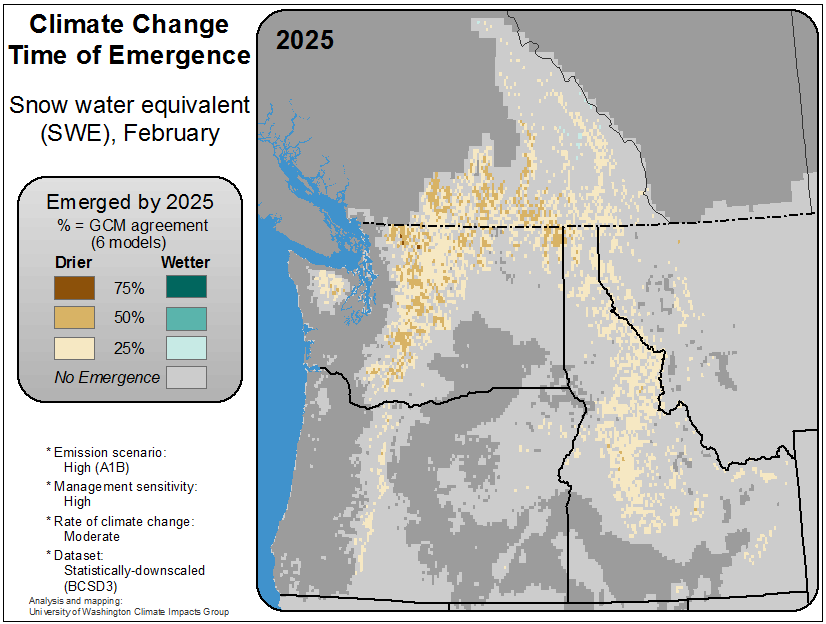 Climate Change
Time of Emergence
Snow water equivalent
(SWE), February
Emerged by 2025
% = GCM agreement
(6 models)
Drier Wetter
75%
50%
25%
No Emergence
* Emission scenario:
High (A1B)
* Management sensitivity:
High
* Rate of climate change:
Moderate
* Dataset:
Statistically-downscaled
(BCSD3)
Analysis and mapping:
University of Washington Climate Impacts Group
2025